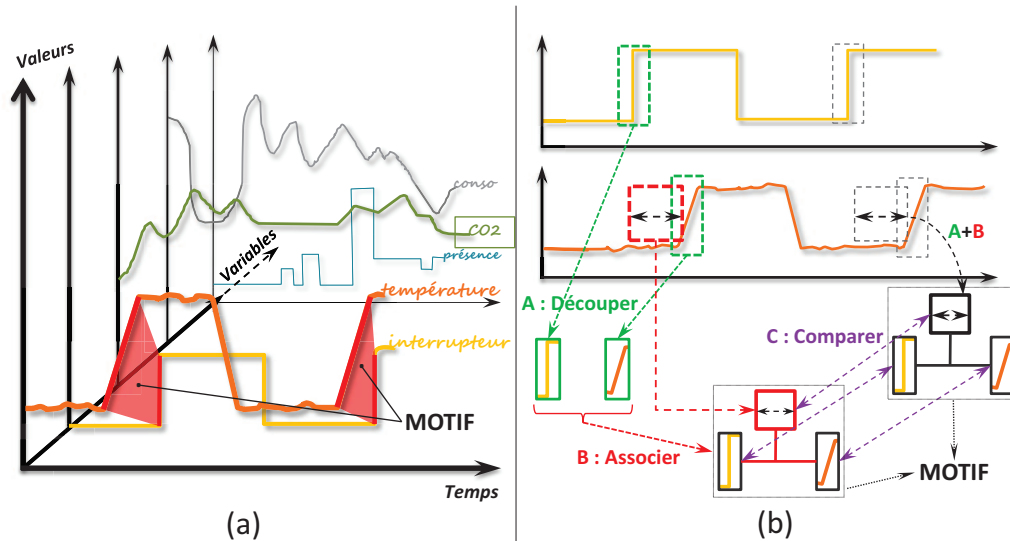 Valeurs
conso
CO2
Variables
présence
température
interrupteur
MOTIF
Temps
(a)
A+B
A : Découper
C : Comparer
B : Associer
MOTIF
(b)